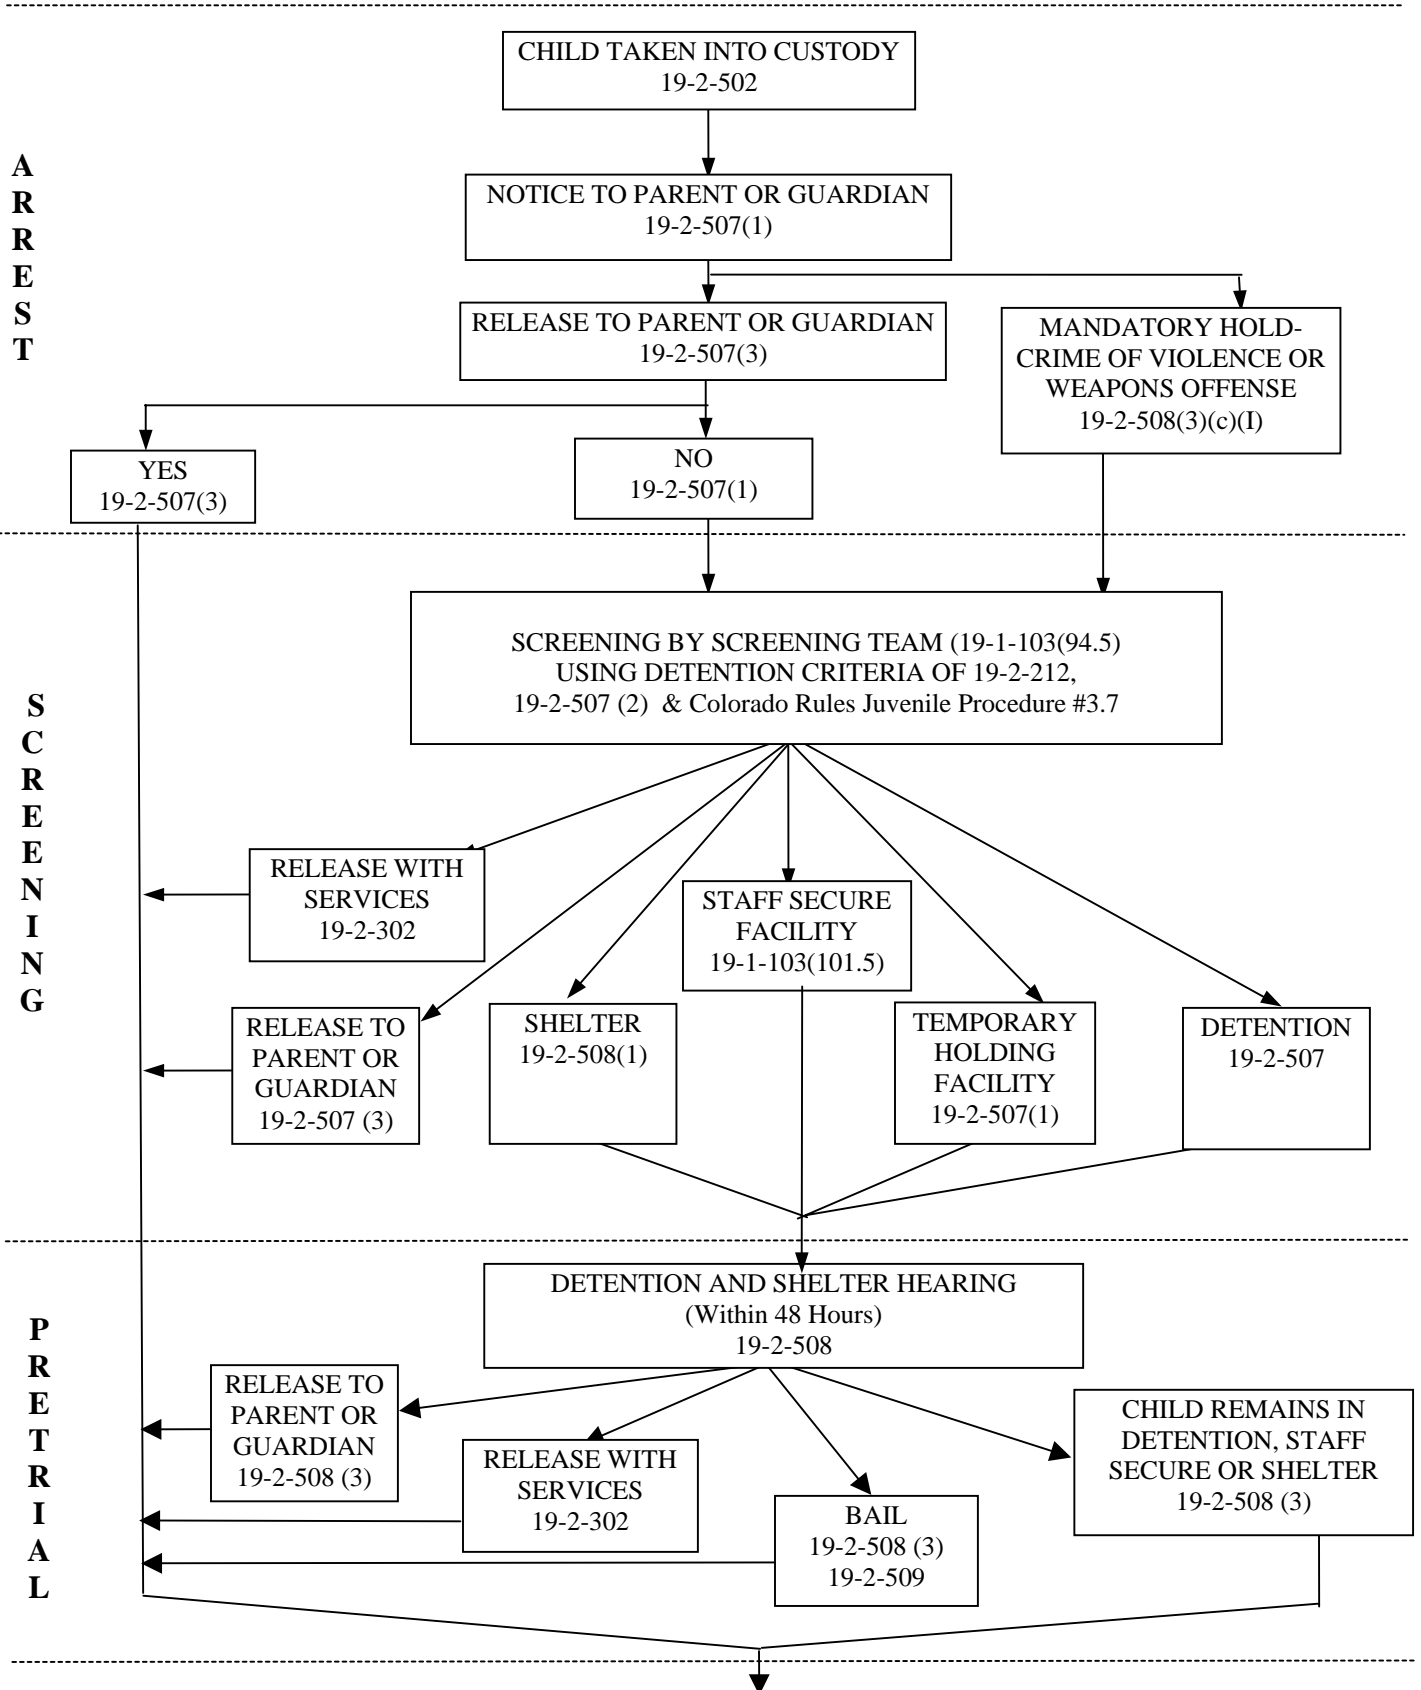 ARREST
CHILD TAKEN INTO CUSTODY
19-2-502
NOTICE TO PARENT OR GUARDIAN
19-2-507(1)
RELEASE TO PARENT OR GUARDIAN
19-2-507(3)
MANDATORY HOLD-
CRIME OF VIOLENCE OR
WEAPONS OFFENSE
19-2-508(3)(c)(I)
YES
19-2-507(3)
NO
19-2-507(1)
SCREENING
SCREENING BY SCREENING TEAM (19-1-103(94.5)
USING DETENTION CRITERIA OF 19-2-212,
19-2-507 (2) & Colorado Rules Juvenile Procedure #3.7
RELEASE WITH
SERVICES
19-2-302
STAFF SECURE
FACILITY
19-1-103(101.5)
RELEASE TO
PARENT OR
GUARDIAN
19-2-507 (3)
SHELTER
19-2-508(1)
TEMPORARY
HOLDING
FACILITY
19-2-507(1)
DETENTION
19-2-507
PRETRIAL
DETENTION AND SHELTER HEARING
(Within 48 Hours)
19-2-508
RELEASE TO
PARENT OR
GUARDIAN
19-2-508 (3)
RELEASE WITH
SERVICES
19-2-302
BAIL
19-2-508 (3)
19-2-509
CHILD REMAINS IN
DETENTION, STAFF
SECURE OR SHELTER
19-2-508 (3)